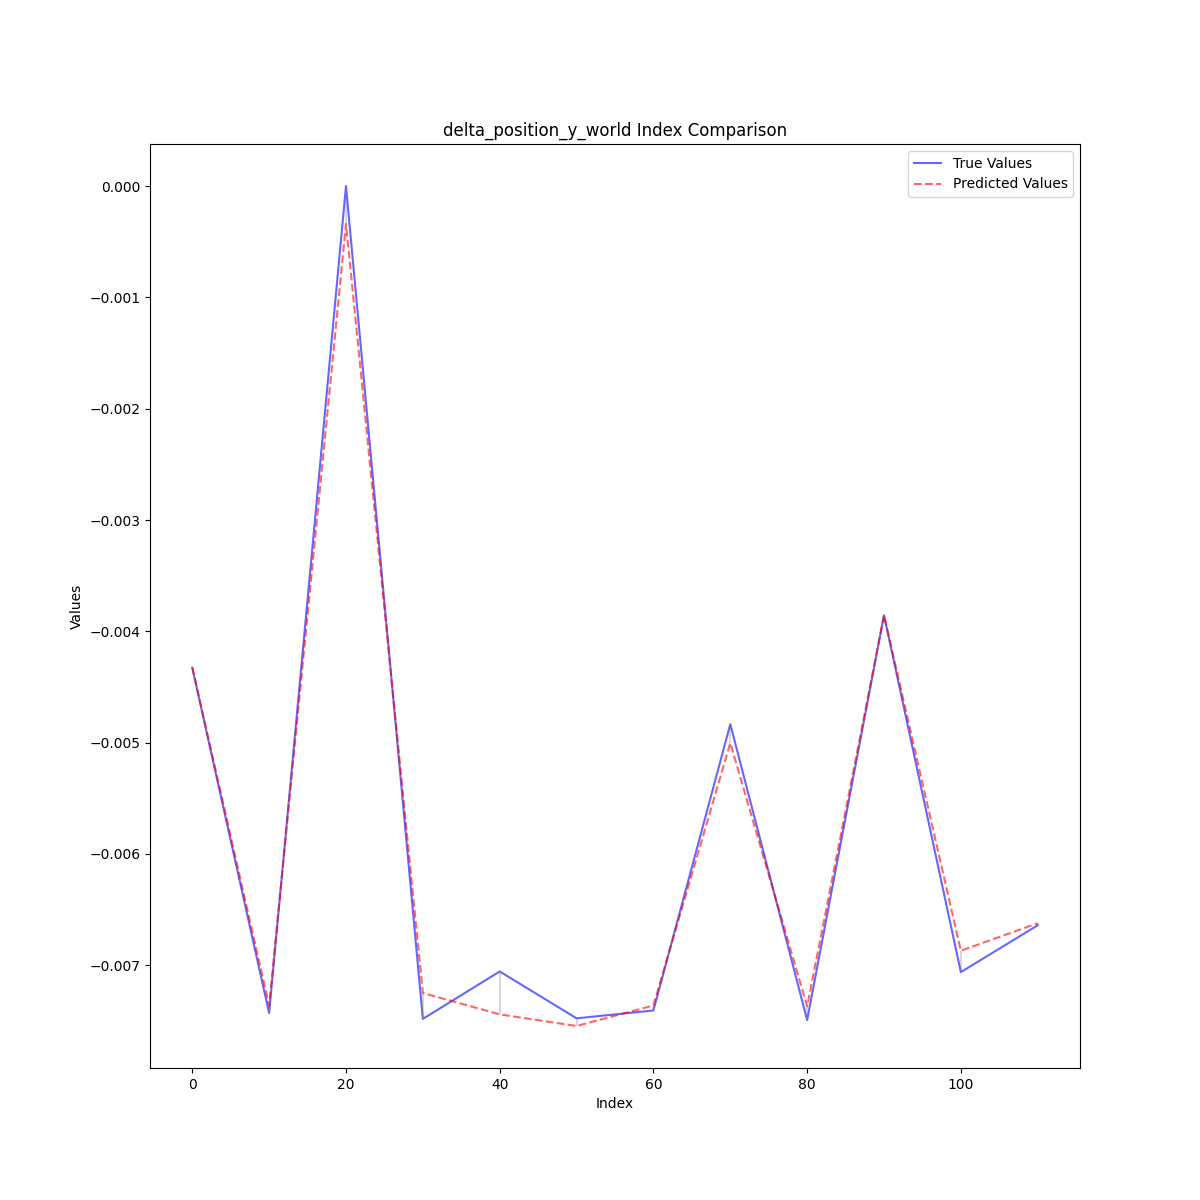 delta_position_y_world Index Comparison
True Values
Predicted Values
0.000
−0.001
−0.002
−0.003
−0.004
−0.005
−0.006
−0.007
Values
0 20 40 60 80 100
Index